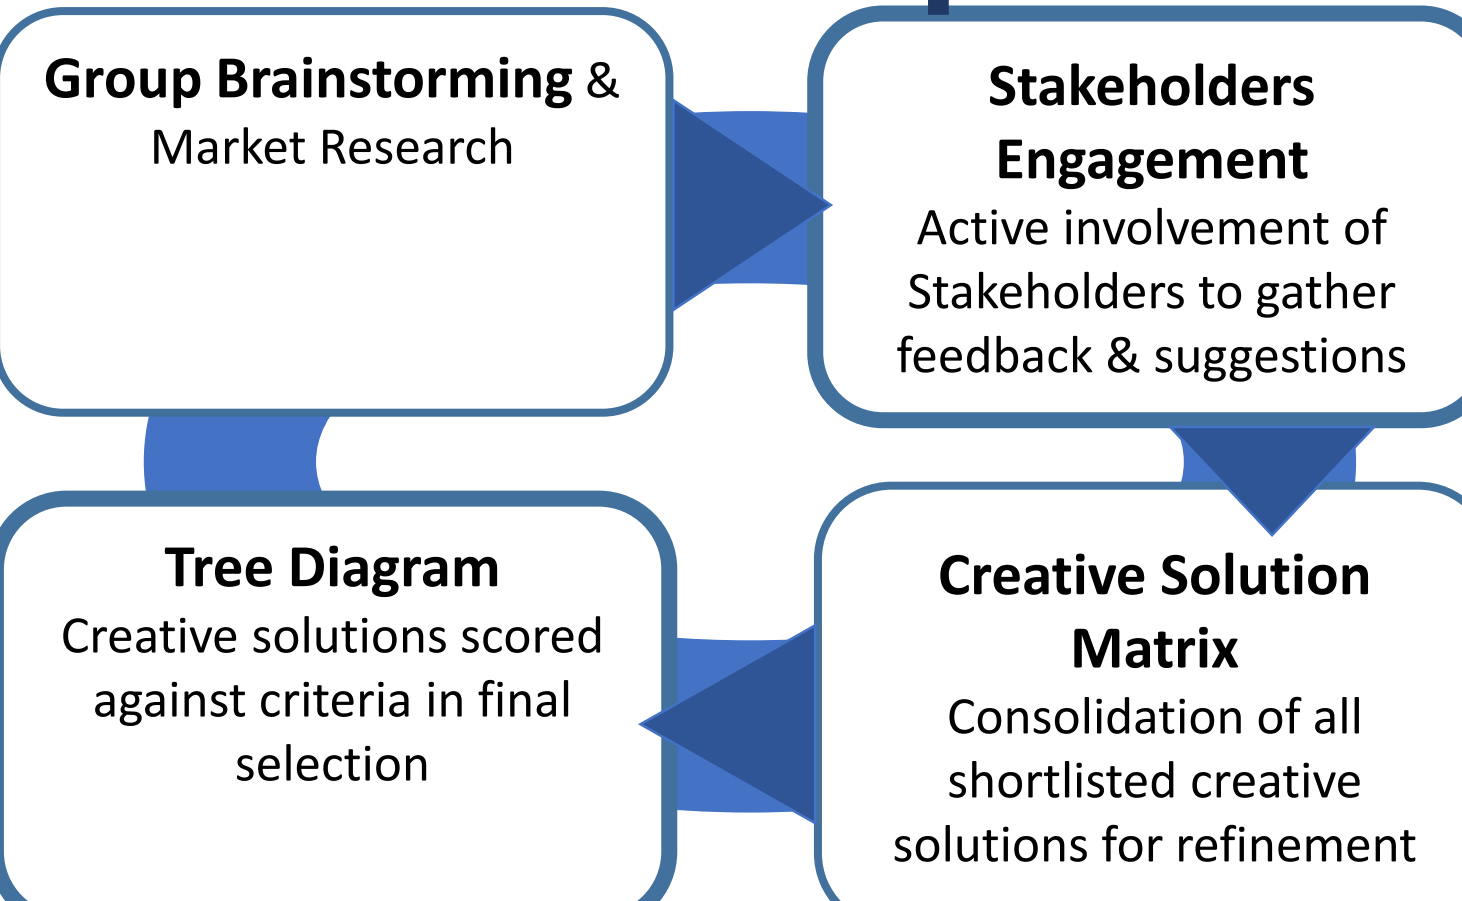 Group Brainstorming &
Market Research
Stakeholders
Engagement
Active involvement of
Stakeholders to gather
feedback & suggestions
Tree Diagram
Creative solutions scored
against criteria in final
selection
Creative Solution
Matrix
Consolidation of all
shortlisted creative
solutions for refinement